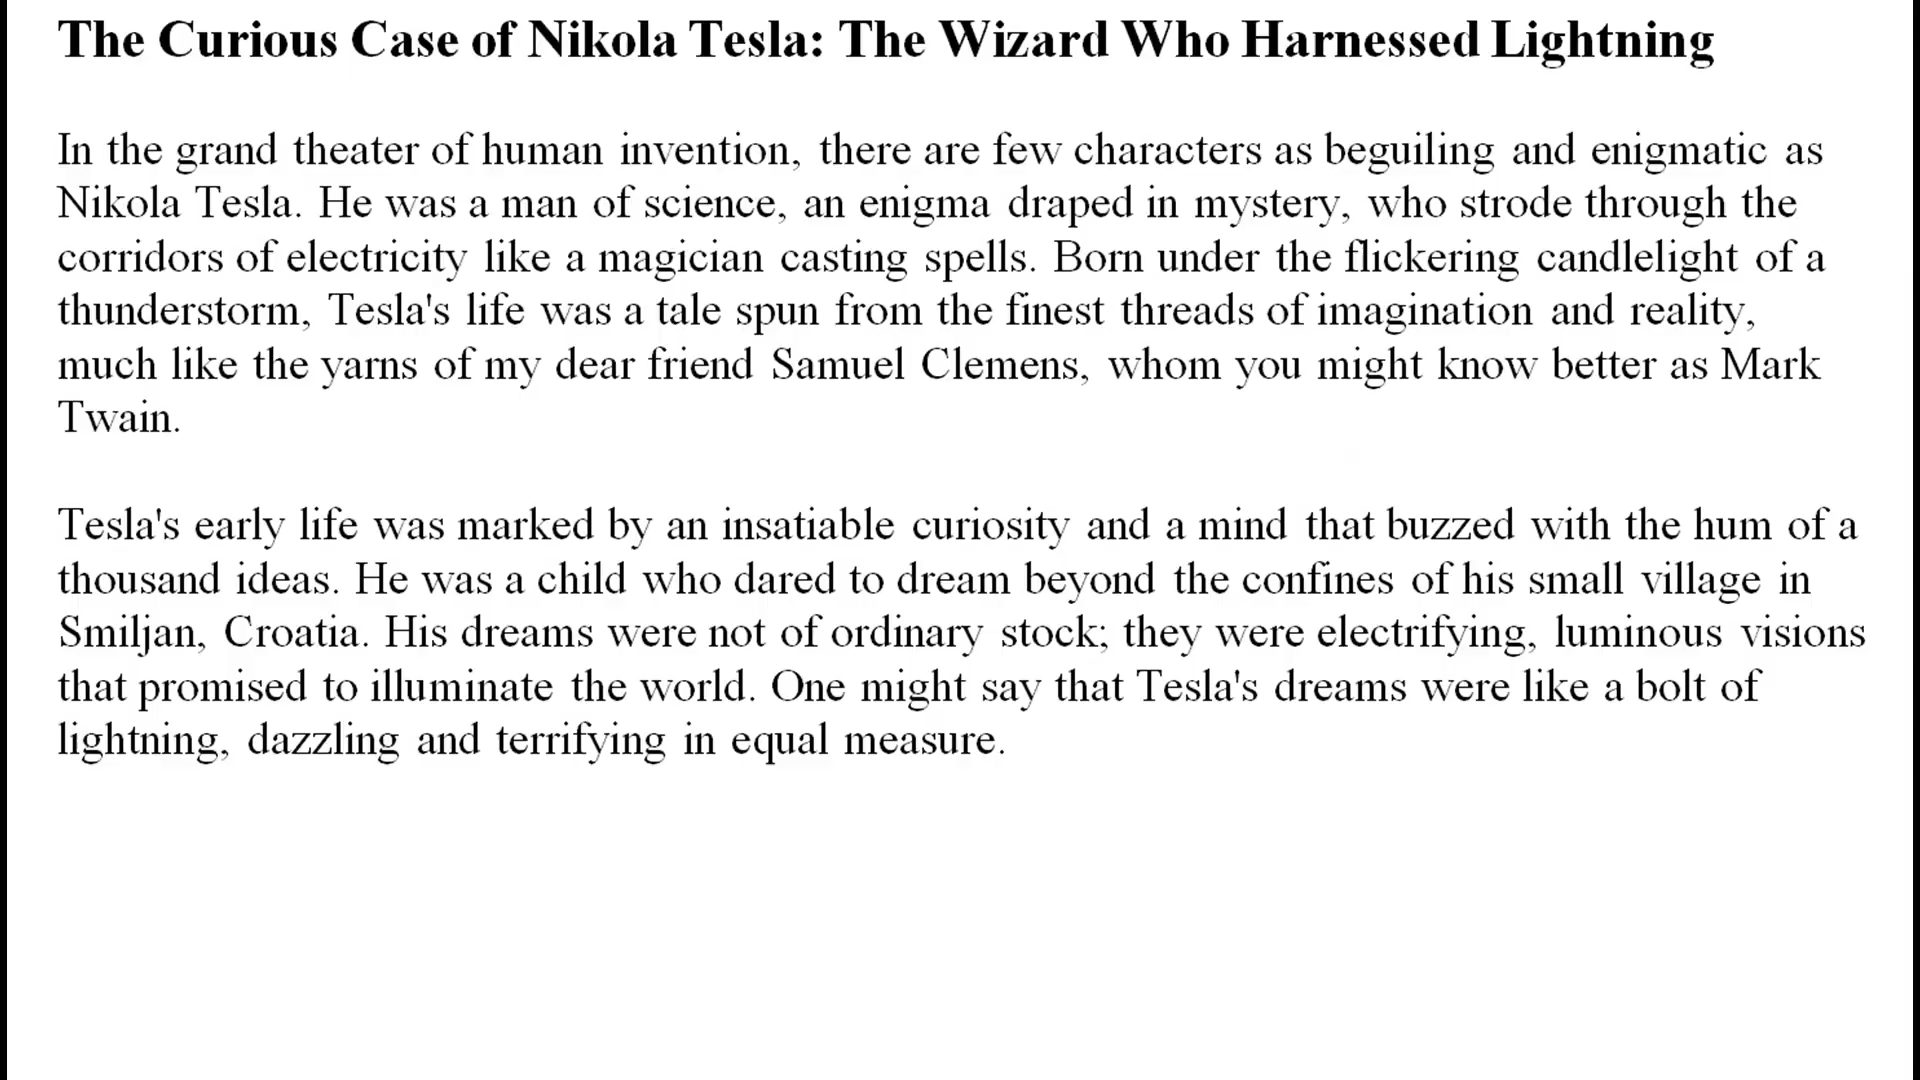 The Curious Case of Nikola Tesla: The Wizard Who Harnessed Lightning
In the grand theater of human invention, there are few characters as beguiling and enigmatic as
Nikola Tesla. He was a man of science, an enigma draped in mystery, who strode through the
corridors of electricity like a magician casting spells. Born under the flickering candlelight of a
thunderstorm, Tesla's life was a tale spun from the finest threads of imagination and reality,
much like the yarns of my dear friend Samuel Clemens, whom you might know better as Mark
Twain.
Tesla's early life was marked by an insatiable curiosity and a mind that buzzed with the hum of a
thousand ideas. He was a child who dared to dream beyond the confines of his small village in
Smiljan, Croatia. His dreams were not of ordinary stock; they were electrifying, luminous visions
that promised to illuminate the world. One might say that Tesla's dreams were like a bolt of
lightning, dazzling and terrifying in equal measure.